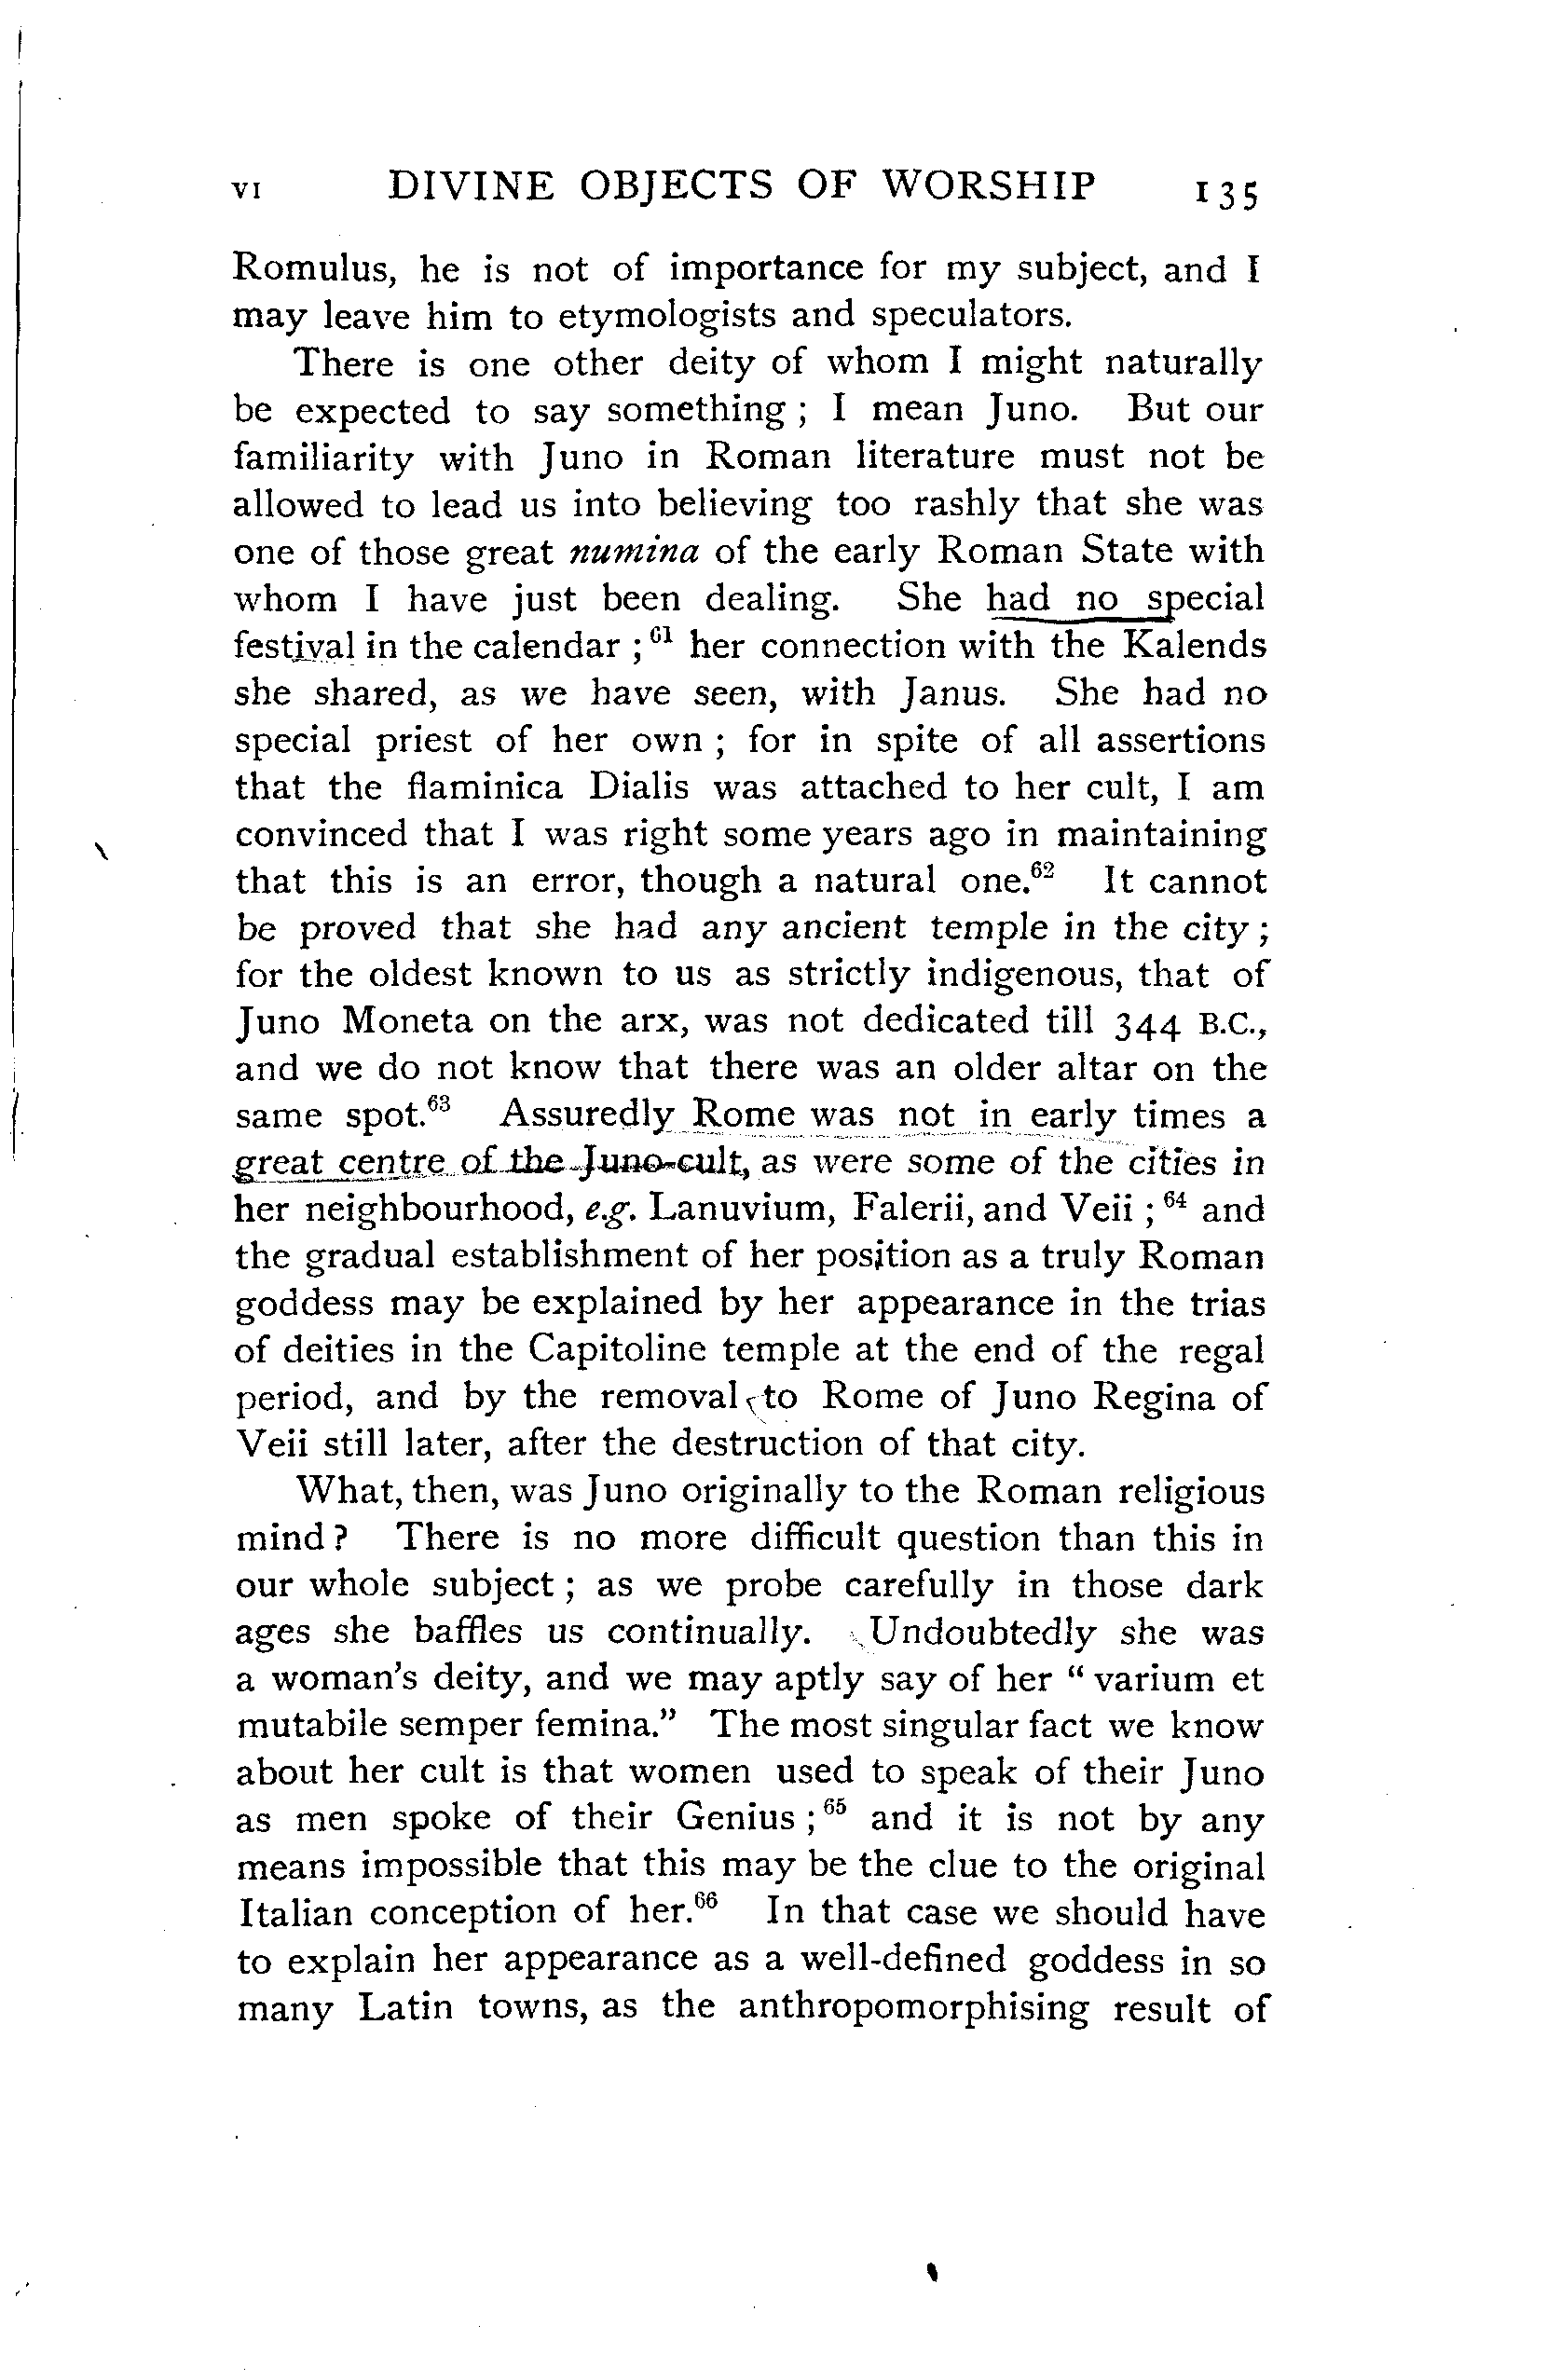 VI DIVINE OBJECTS OF WORSHIP 135
Romulus, he is not of importance for my subject, and I
may leave him to etymologists and speculators.
There is one other deity of whom I might naturally
be expected to say something ; I mean Juno. But our
familiarity with Juno in Roman literature must not be
allowed to lead us into believing too rashly that she was
one of those great numina of the early Roman State with
whom I have just been dealing. She had no special
festival in the calendar ;⁶¹ her connection with the Kalends
she shared, as we have seen, with Janus. She had no
special priest of her own ; for in spite of all assertions
that the flaminica Dialis was attached to her cult, I am
convinced that I was right some years ago in maintaining
that this is an error, though a natural one.⁶² It cannot
be proved that she had any ancient temple in the city ;
for the oldest known to us as strictly indigenous, that of
Juno Moneta on the arx, was not dedicated till 344 B.C.,
and we do not know that there was an older altar on the
same spot.⁶³ Assuredly Rome was not in early times a
great centre of the Juno-cult, as were some of the cities in
her neighbourhood, e.g. Lanuvium, Falerii, and Veii ;⁶⁴ and
the gradual establishment of her position as a truly Roman
goddess may be explained by her appearance in the trias
of deities in the Capitoline temple at the end of the regal
period, and by the removal to Rome of Juno Regina of
Veii still later, after the destruction of that city.
What, then, was Juno originally to the Roman religious
mind ? There is no more difficult question than this in
our whole subject ; as we probe carefully in those dark
ages she baffles us continually. Undoubtedly she was
a woman's deity, and we may aptly say of her " varium et
mutabile semper femina." The most singular fact we know
about her cult is that women used to speak of their Juno
as men spoke of their Genius ;⁶⁵ and it is not by any
means impossible that this may be the clue to the original
Italian conception of her.⁶⁶ In that case we should have
to explain her appearance as a well-defined goddess in so
many Latin towns, as the anthropomorphising result of